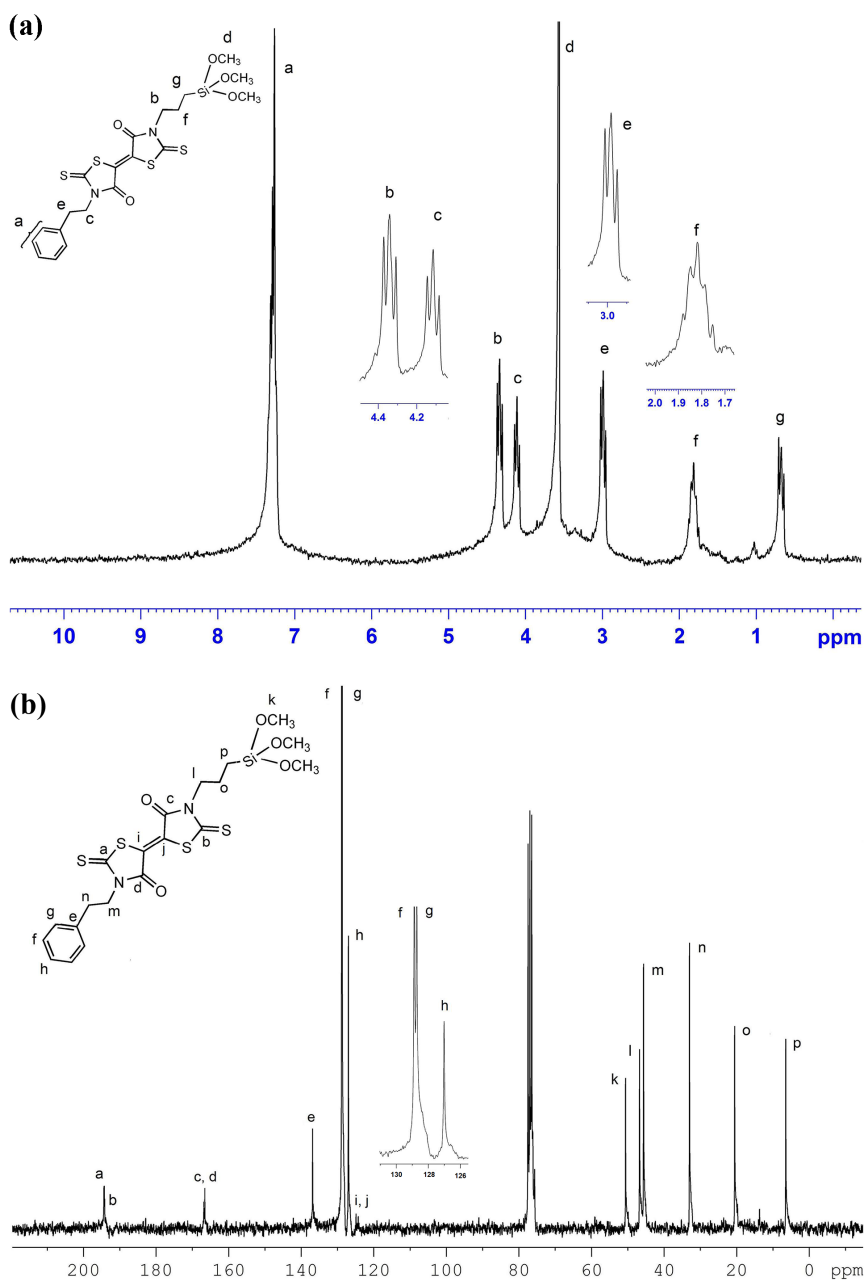 (a)
d
OCH3
g
OCH3
Si
OCH3
b
f
O
N
S
S
S
S
N
O
e
c
a
a
d
e
b
c
3.0
f
4.4 4.2
2.0 1.9 1.8 1.7
b
c
e
f
g
10 9 8 7 6 5 4 3 2 1 ppm
(b)
k
OCH3
p
OCH3
Si
OCH3
l
o
c
O
N
S
i
S
j
b
S
S
a
N
d
O
n
m
g
e
f
h
f g
h
f g
h
130 128 126
a
b
c, d
e
i, j
k
l
m
n
o
p
200 180 160 140 120 100 80 60 40 20 0 ppm